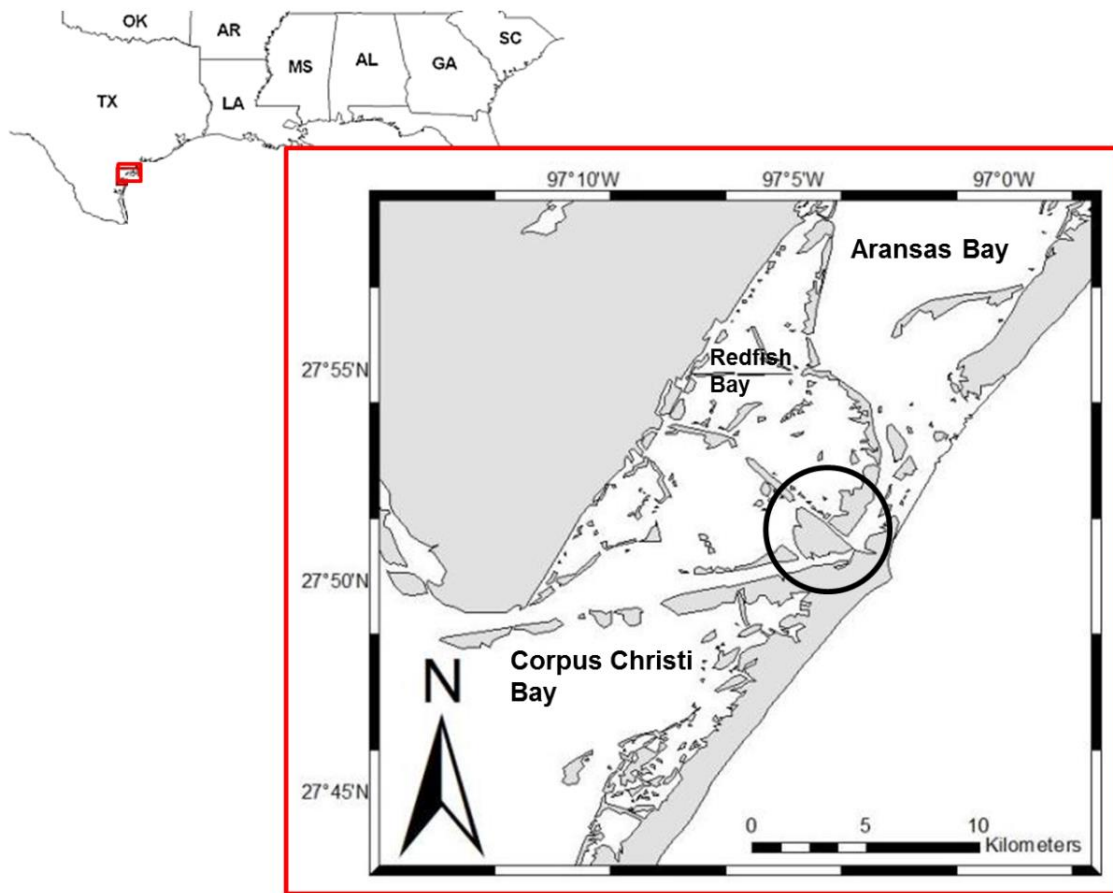 OK
AR
SC
MS
AL
GA
TX
LA
97°10'W
97°5'W
97°0'W
Aransas Bay
Redfish
Bay
27°55'N
27°50'N
Corpus Christi
Bay
N
27°45'N
0
5
10
Kilometers